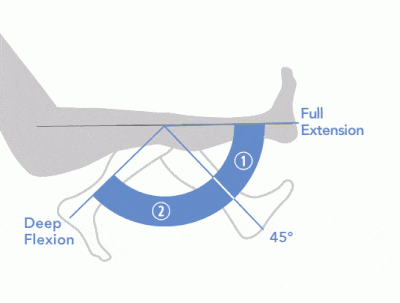 Full
Extension
①
②
Deep
Flexion
45°